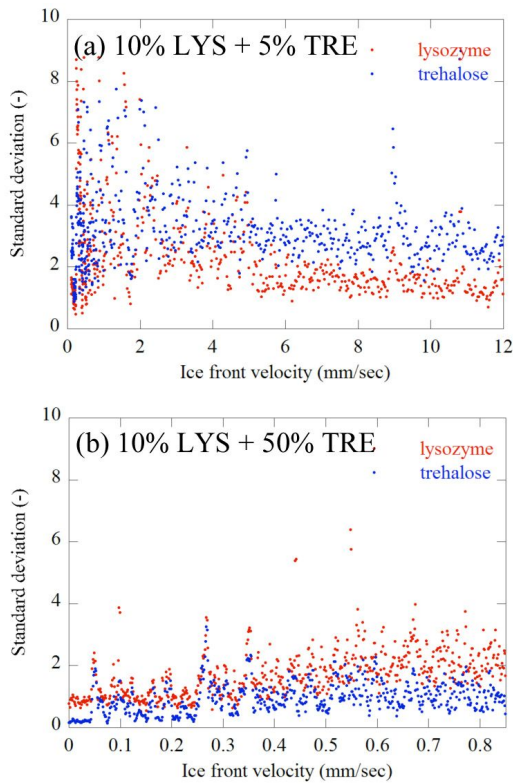 10
(a) 10% LYS + 5% TRE
lysozyme
trehalose
8
6
4
2
0
Standard deviation (-)
0 2 4 6 8 10 12
Ice front velocity (mm/sec)
10
(b) 10% LYS + 50% TRE
lysozyme
trehalose
8
6
4
2
0
Standard deviation (-)
0 0.1 0.2 0.3 0.4 0.5 0.6 0.7 0.8
Ice front velocity (mm/sec)